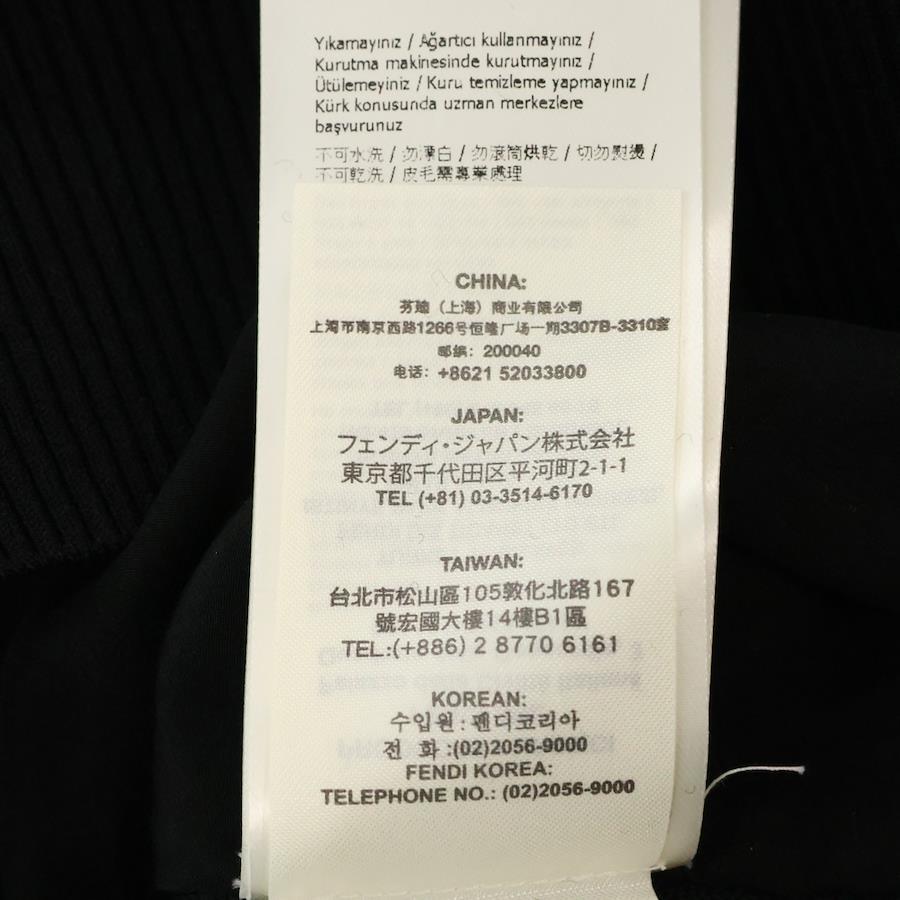 Yıkamayınız / Ağartıcı kullanmayınız /
Kurutma makinesinde kurutmayınız /
Ütülemeyiniz / Kuru temizleme yapmayınız /
Kürk konusunda uzman merkezlere
başvurunuz
不可水洗 / 勿漂白 / 勿滾筒烘乾 / 切勿熨燙 /
不可乾洗 / 皮毛需專業處理
CHINA:
芬迪（上海）商业有限公司
上海市南京西路1266号恒隆广场一期3307B-3310室
邮编: 200040
电话: +8621 52033800
JAPAN:
フェンディ・ジャパン株式会社
東京都千代田区平河町2-1-1
TEL (+81) 03-3514-6170
TAIWAN:
台北市松山區105敦化北路167
號宏國大樓14樓B1區
TEL:(+886) 2 8770 6161
KOREAN:
수입원 : 펜디코리아
전 화 :(02)2056-9000
FENDI KOREA:
TELEPHONE NO.: (02)2056-9000